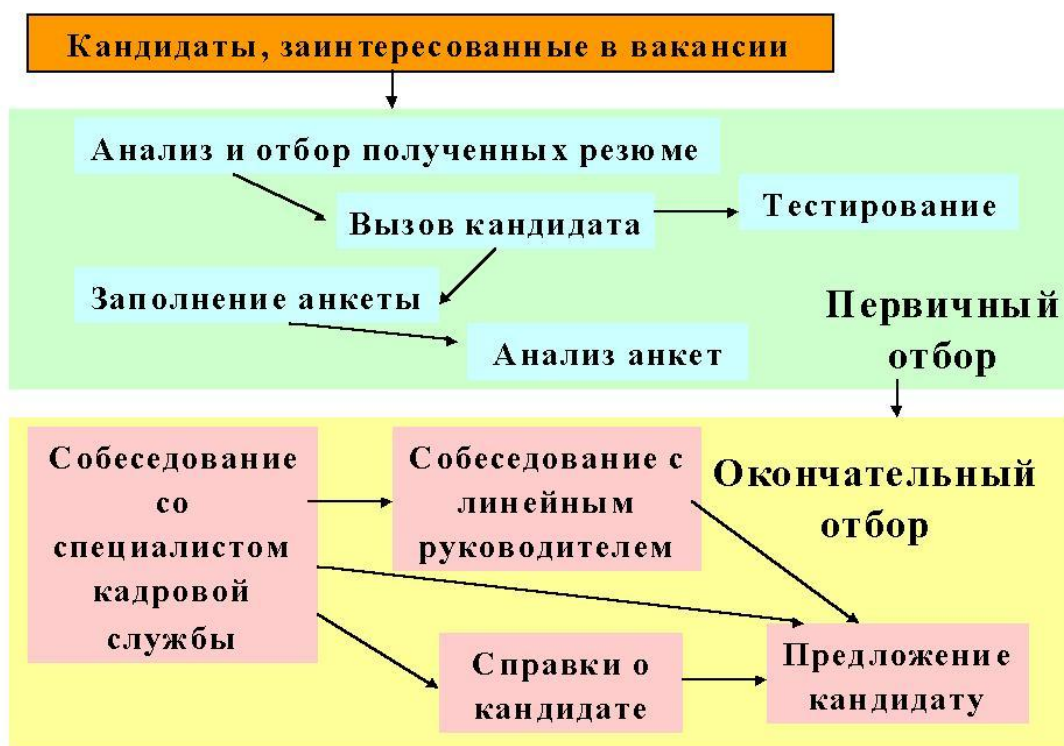 Кандидаты, заинтересованные в вакансии
Анализ и отбор полученных резюме
Вызов кандидата
Тестирование
Заполнение анкеты
Анализ анкет
Первичный
отбор
Собеседование
со
специалистом
кадровой
службы
Собеседование с
линейным
руководителем
Окончательный
отбор
Справки о
кандидате
Предложение
кандидату